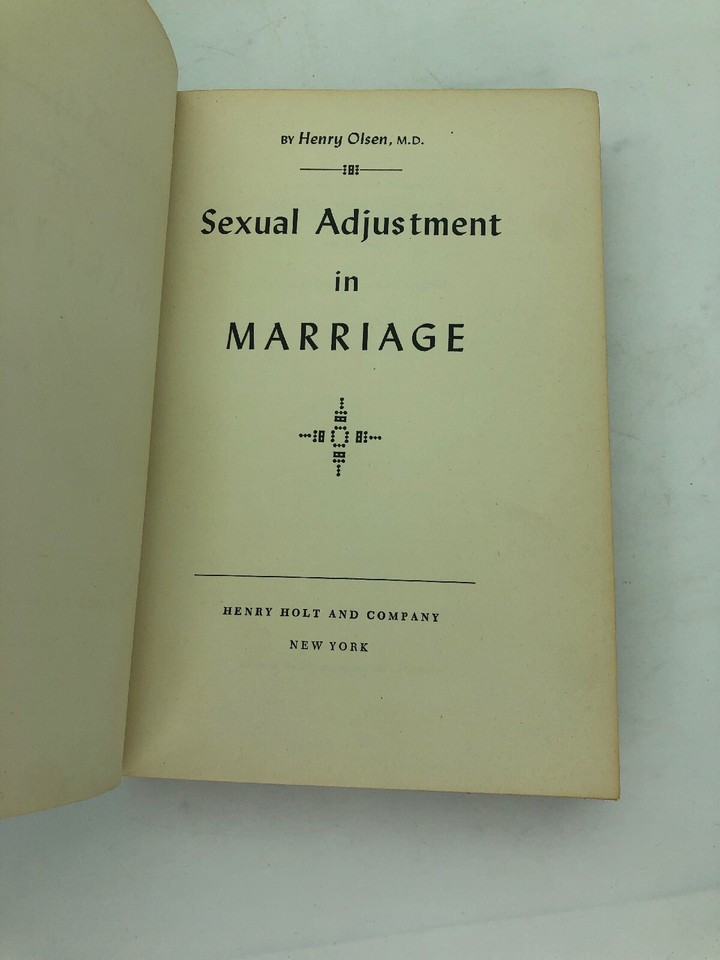 BY Henry Olsen, M.D.
Sexual Adjustment
in
MARRIAGE
HENRY HOLT AND COMPANY
NEW YORK